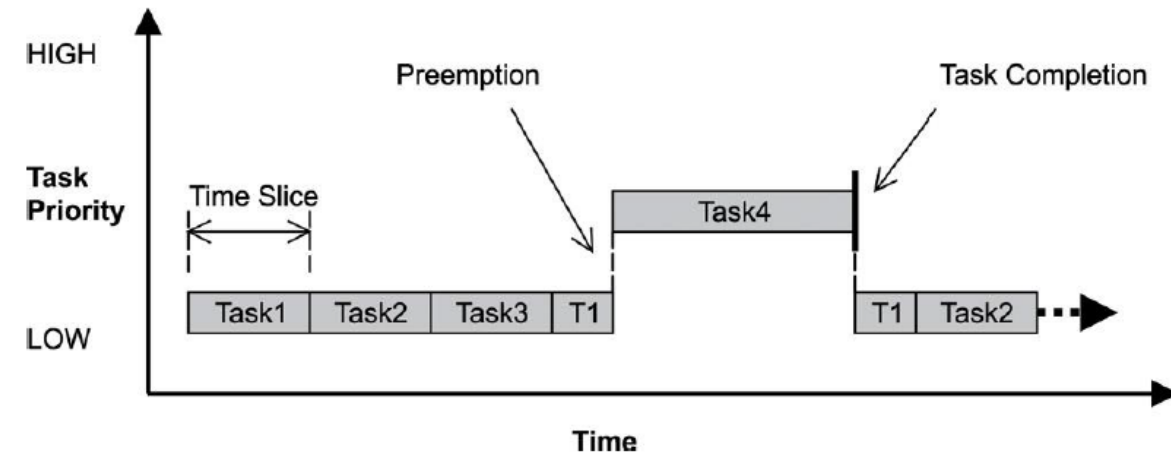 HIGH
Preemption
Task Completion
Task
Priority
Time Slice
Task4
Task1
Task2
Task3
T1
T1
Task2
LOW
Time